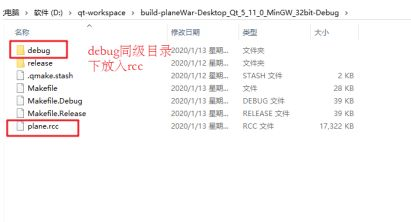 电脑 > 文档 (D:) > qt-workspace > build-planeWar-Desktop_Qt_5_11_0_MinGW_32bit-Debug >
名称 修改日期 类型 大小
debug 2020/1/13 星期... 文件夹
release 2020/1/13 星期... 文件夹
.qmake.stash 2020/1/13 星期... STASH 文件 2 KB
Makefile 2020/1/13 星期... 文件 28 KB
Makefile.Debug 2020/1/13 星期... DEBUG 文件 39 KB
Makefile.Release 2020/1/13 星期... RELEASE 文件 39 KB
plane.rcc 2020/1/13 星期... RCC 文件 17,322 KB
debug同级目录
下放入rcc